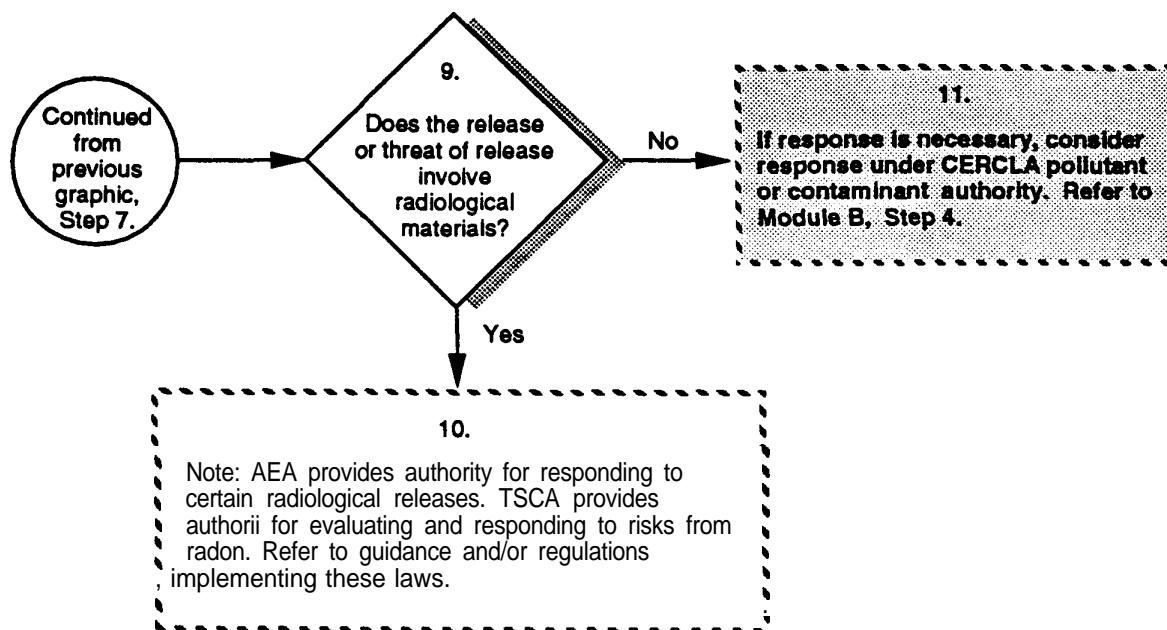 Continued
from
previous
graphic,
Step 7.
9.
Does the release
or threat of release
involve
radiological
materials?
No
11.
If response is necessary, consider
response under CERCLA pollutant
or contaminant authority. Refer to
Module B, Step 4.
Yes
10.
Note: AEA provides authority for responding to
certain radiological releases. TSCA provides
authorii for evaluating and responding to risks from
radon. Refer to guidance and/or regulations
, implementing these laws.